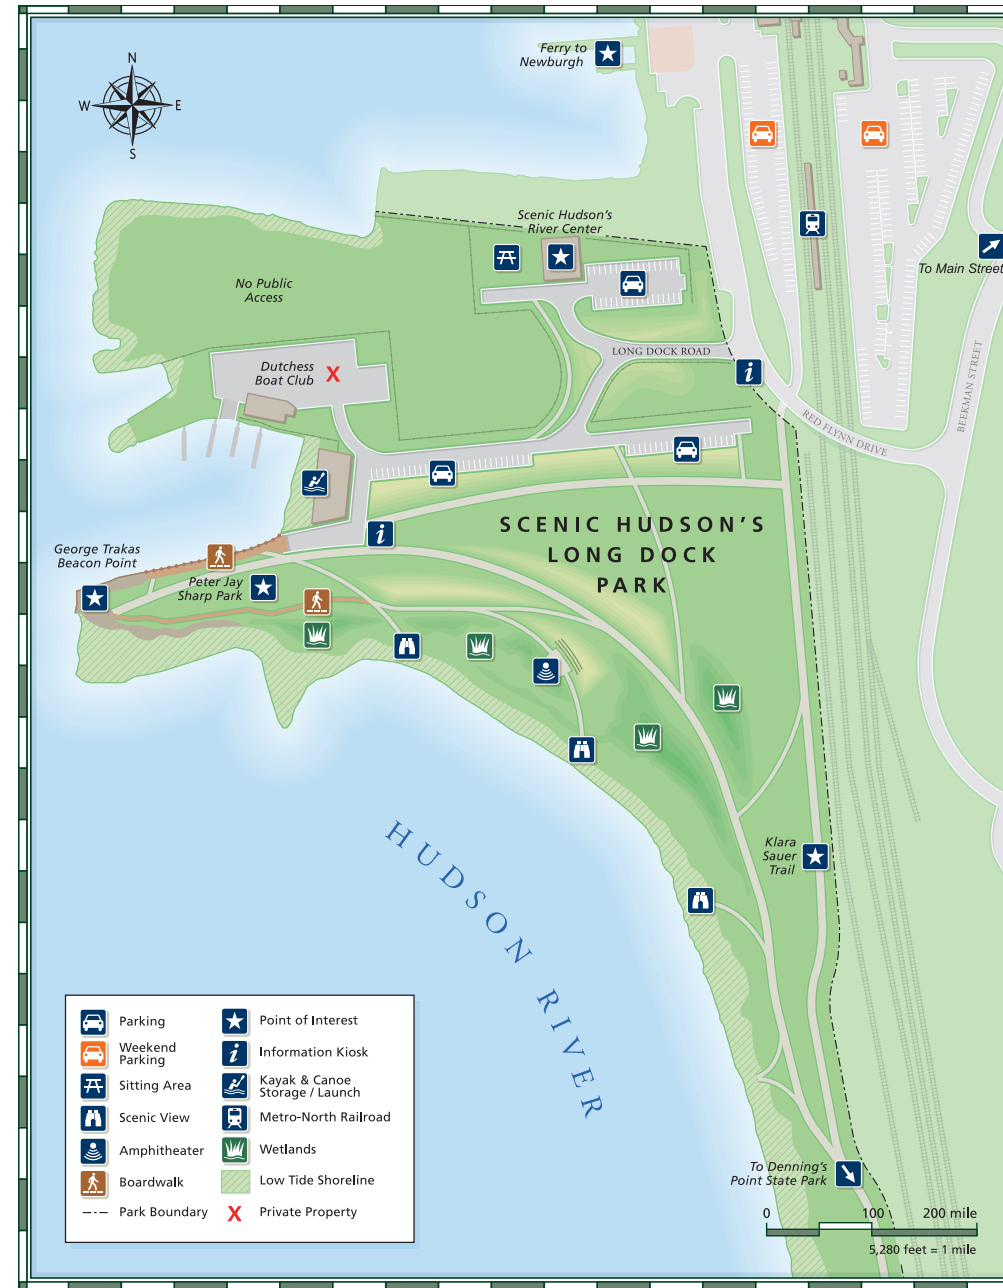 Ferry to
Newburgh
N
W
E
S
Scenic Hudson's
River Center
To Main Street
No Public
Access
LONG DOCK ROAD
Dutchess
Boat Club
X
i
BEEKMAN STREET
RED FLYNN DRIVE
SCENIC HUDSON'S
LONG DOCK
PARK
i
George Trakas
Beacon Point
Peter Jay
Sharp Park
Klara
Sauer
Trail
HUDSON RIVER
Parking
Point of Interest
Weekend
Parking
i
Information Kiosk
Sitting Area
Kayak & Canoe
Storage / Launch
Scenic View
Metro-North Railroad
Amphitheater
Wetlands
Boardwalk
Low Tide Shoreline
Park Boundary
X
Private Property
To Denning's
Point State Park
0 100 200 mile
5,280 feet = 1 mile